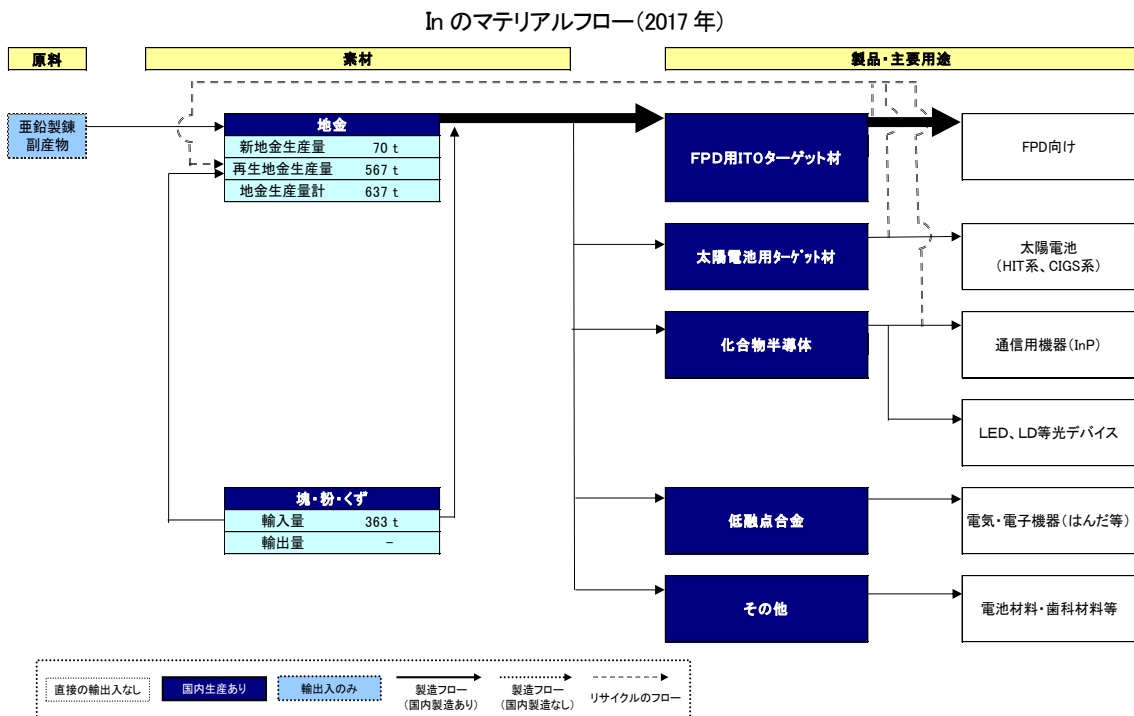 In のマテリアルフロー(2017 年)
原料
素材
製品・主要用途
亜鉛製錬
副産物
地金
新地金生産量 70 t
再生地金生産量 567 t
地金生産量計 637 t
FPD用ITOターゲット材
FPD向け
太陽電池用ターゲット材
太陽電池
(HIT系、CIGS系)
化合物半導体
通信用機器(InP)
LED、LD等光デバイス
塊・粉・くず
輸入量 363 t
輸出量 -
低融点合金
電気・電子機器(はんだ等)
その他
電池材料・歯科材料等
直接の輸出入なし
国内生産あり
輸出入のみ
製造フロー
(国内製造あり)
製造フロー
(国内製造なし)
リサイクルのフロー